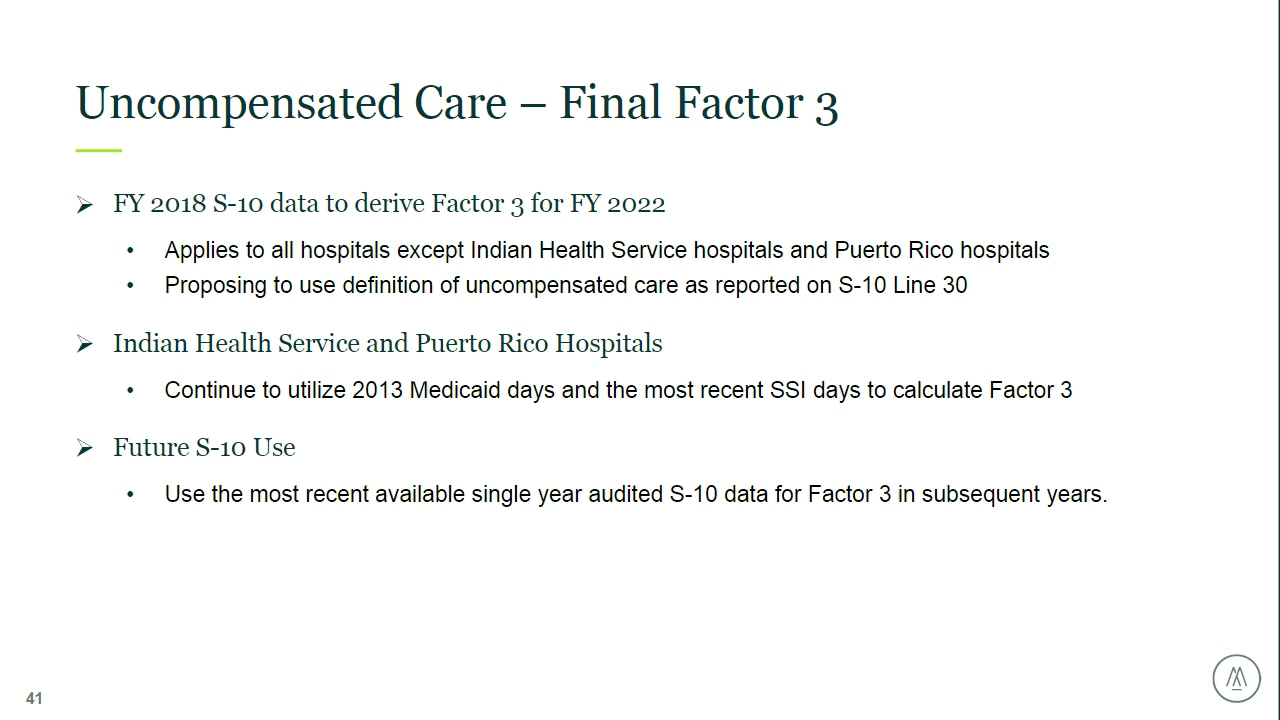 Uncompensated Care – Final Factor 3
➢ FY 2018 S-10 data to derive Factor 3 for FY 2022
• Applies to all hospitals except Indian Health Service hospitals and Puerto Rico hospitals
• Proposing to use definition of uncompensated care as reported on S-10 Line 30
➢ Indian Health Service and Puerto Rico Hospitals
• Continue to utilize 2013 Medicaid days and the most recent SSI days to calculate Factor 3
➢ Future S-10 Use
• Use the most recent available single year audited S-10 data for Factor 3 in subsequent years.
41